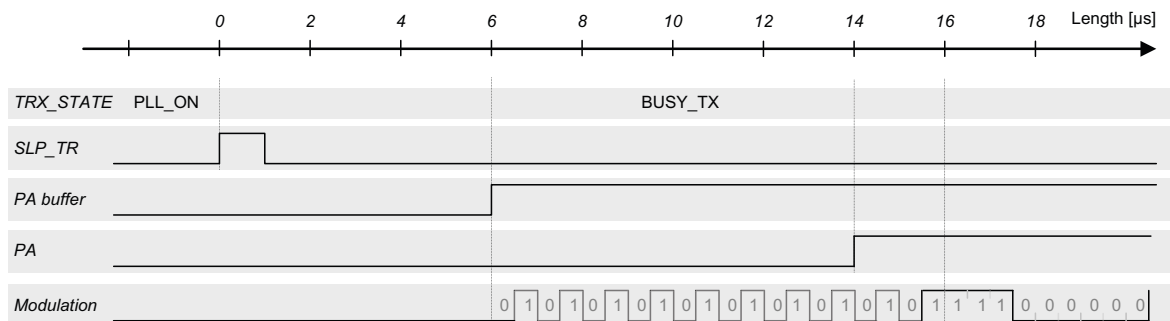 0 2 4 6 8 10 12 14 16 18 Length [µs]
TRX_STATE PLL_ON BUSY_TX
SLP_TR
PA buffer
PA
Modulation 0 1 0 1 0 1 0 1 0 1 0 1 0 1 0 1 0 1 0 1 1 1 1 0 0 0 0 0 0